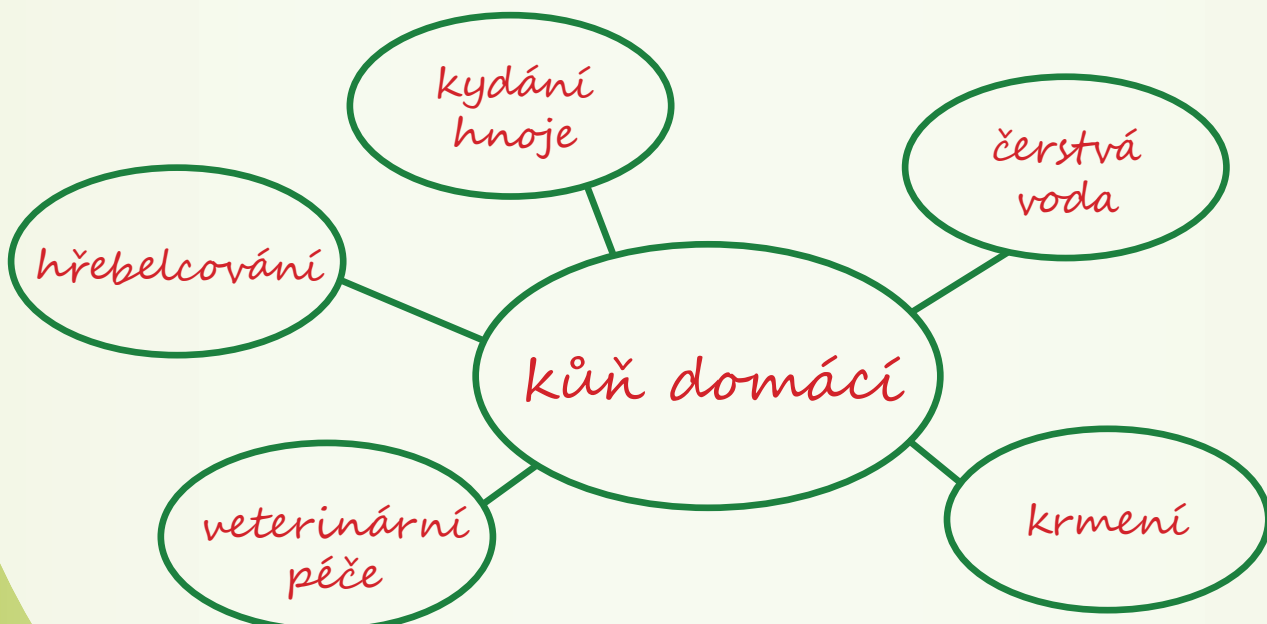 kydání
hnoje
čerstvá
voda
hřebelcování
kůň domácí
veterinární
péče
krmení